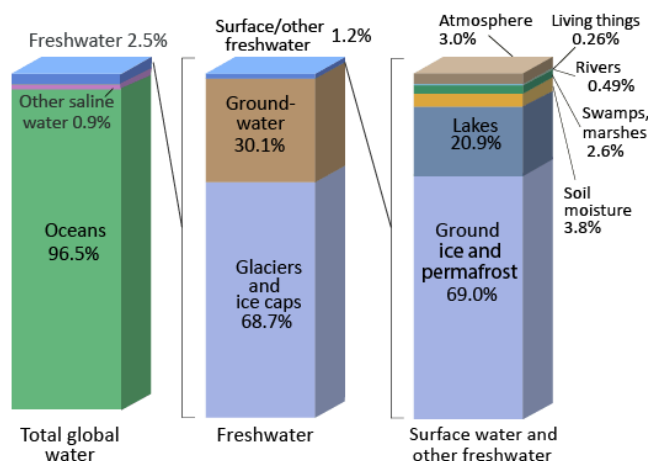 Freshwater 2.5%
Other saline
water 0.9%
Oceans
96.5%
Total global
water
Surface/other
freshwater
1.2%
Ground-
water
30.1%
Glaciers and
ice caps
68.7%
Freshwater
Atmosphere
3.0%
Living things
0.26%
Rivers
0.49%
Swamps,
marshes
2.6%
Soil
moisture
3.8%
Lakes
20.9%
Ground
ice and
permafrost
69.0%
Surface water and
other freshwater